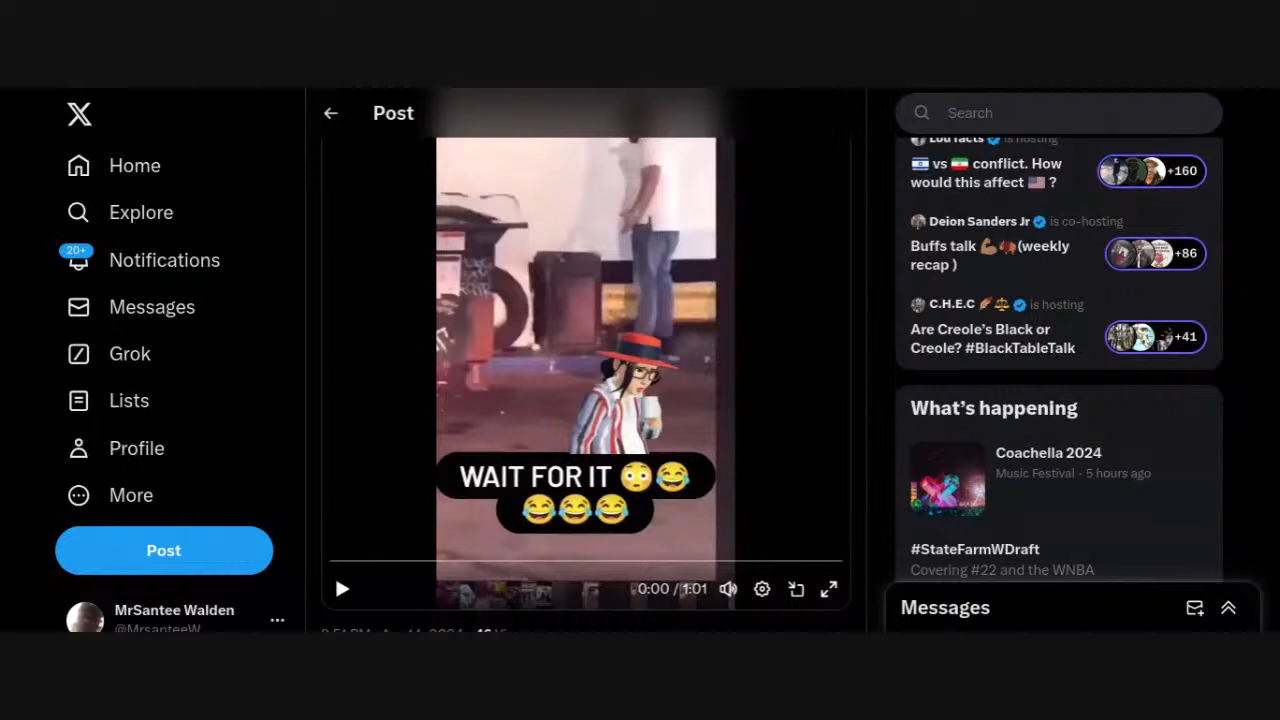 X
Home
Explore
20+
Notifications
Messages
Grok
Lists
Profile
More
Post
MrSantee Walden
@MrsanteeW
Post
WAIT FOR IT 😳😂
😂😂😂
0:00 / 1:01
Search
Lou facts is hosting
🇮🇱 vs 🇮🇷 conflict. How
would this affect 🇺🇸 ?
+160
Deion Sanders Jr is co-hosting
Buffs talk 💪🏾🦬(weekly
recap )
+86
C.H.E.C 🪶⚖️ is hosting
Are Creole’s Black or
Creole? #BlackTableTalk
+41
What’s happening
Coachella 2024
Music Festival · 5 hours ago
#StateFarmWDraft
Covering #22 and the WNBA
Messages